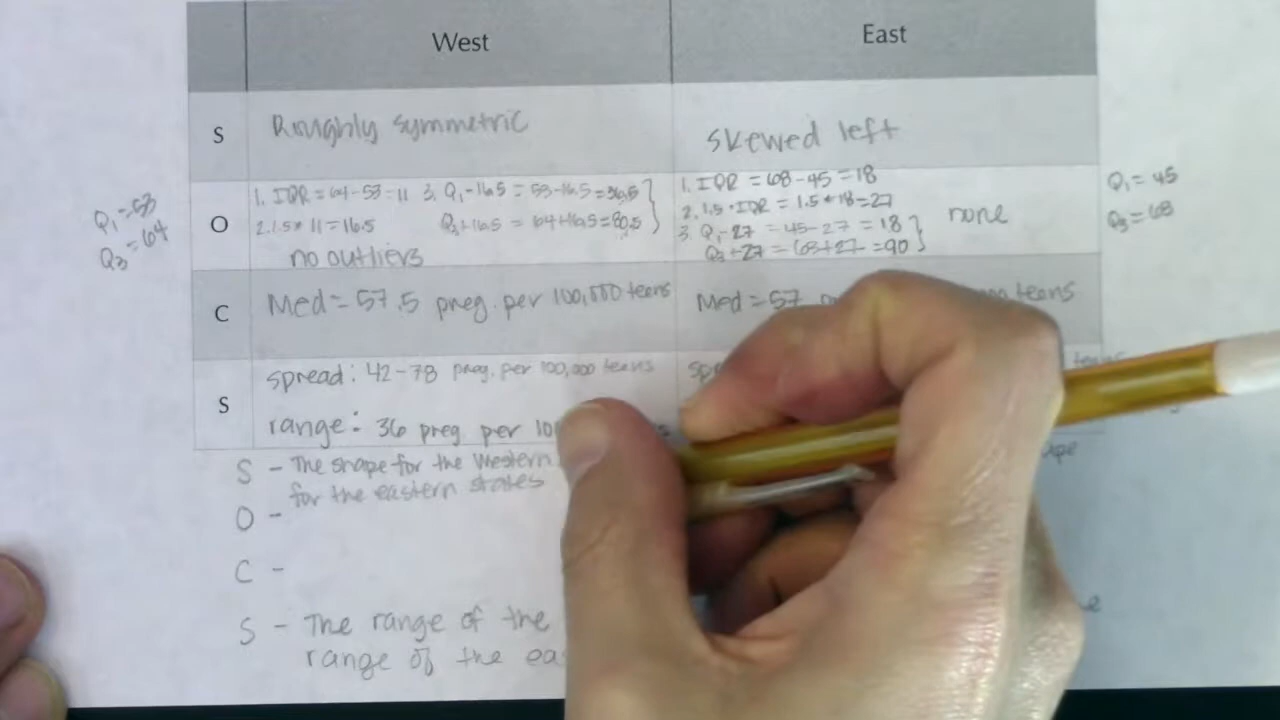 West East
S Roughly symmetric skewed left
Q1=53
Q3=64
O
1. IQR = 64-53=11 3. Q1-16.5 = 53-16.5=36.5
2. 1.5* 11=16.5 Q3+16.5 = 64+16.5=80.5
no outliers
1. IQR = 68-45=18
2. 1.5·IQR = 1.5*18=27
3. Q1-27 = 45-27=18
Q3+27=63+27=90
none
Q1=45
C Med=57.5 preg. per 100,000 teens Med=57 teens
S
spread: 42-78 preg. per 100,000 teens
range: 36 preg per
S - The shape for the Western
for the eastern states
O -
C -
S - The range of the
range of the